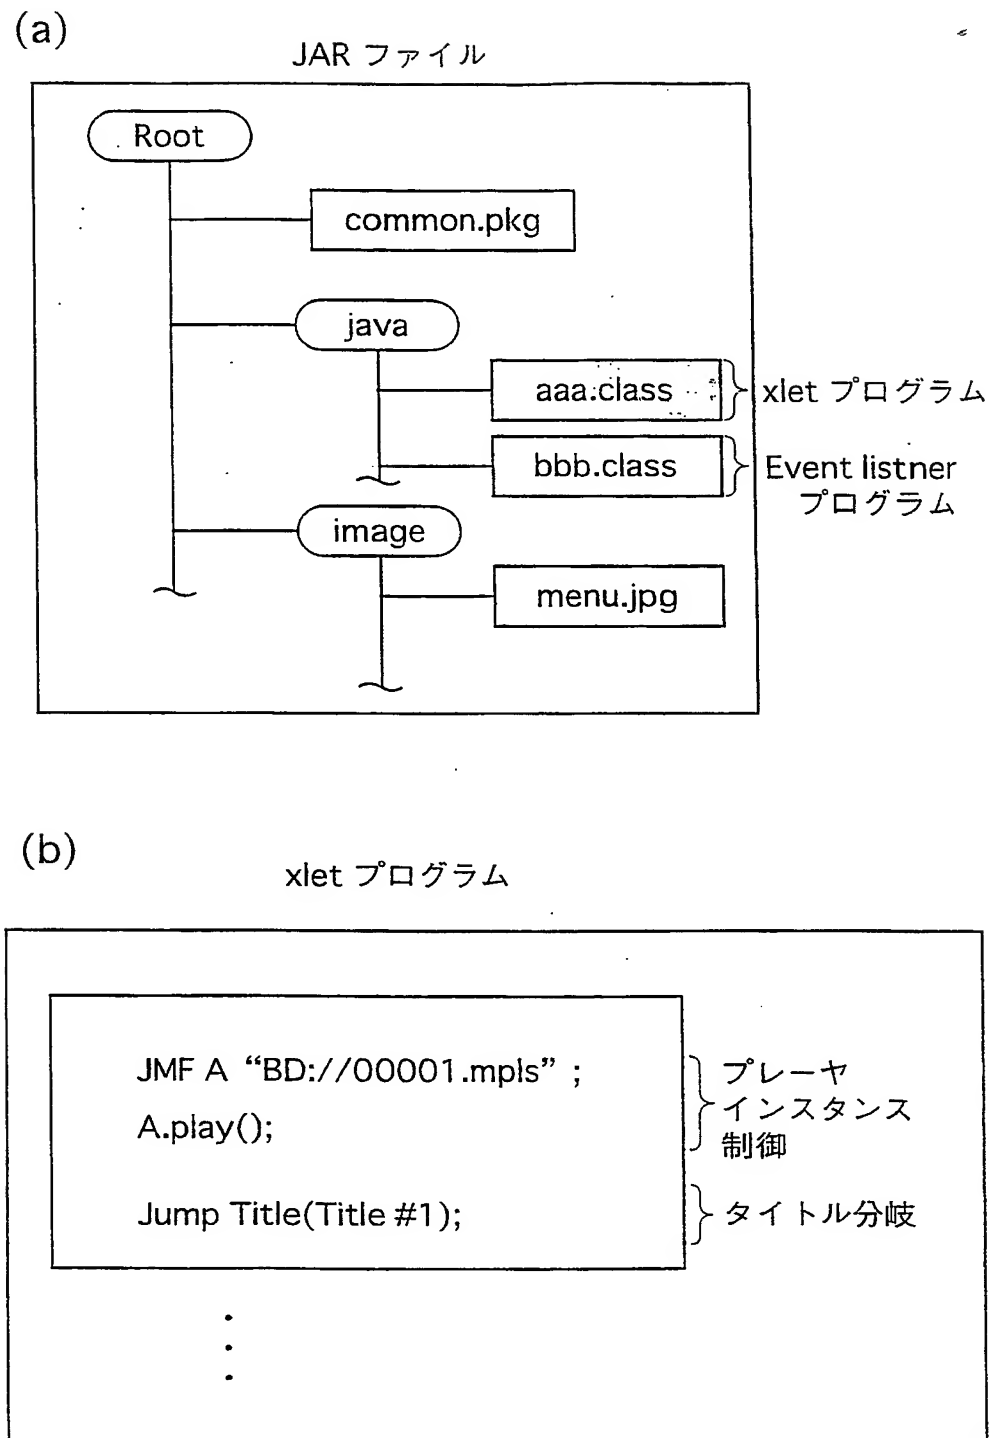 (a)
JAR ファイル
Root
common.pkg
java
aaa.class
xlet プログラム
bbb.class
Event listner
プログラム
image
menu.jpg
(b)
xlet プログラム
JMF A “BD://00001.mpls” ;
A.play();
プレーヤ
インスタンス
制御
Jump Title(Title #1);
タイトル分岐